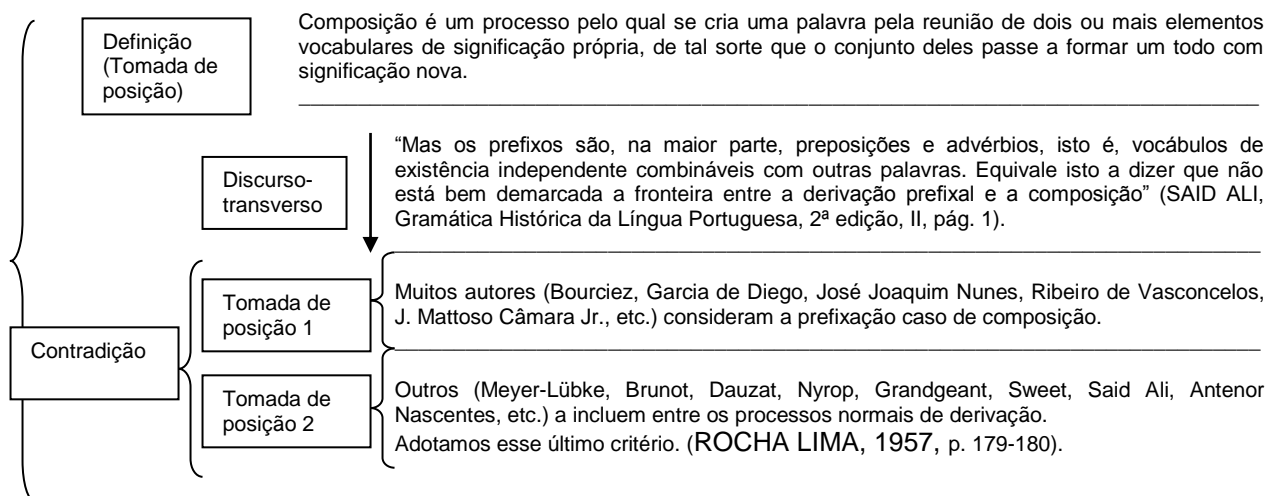 Definição
(Tomada de
posição)
Composição é um processo pelo qual se cria uma palavra pela reunião de dois ou mais elementos
vocabulares de significação própria, de tal sorte que o conjunto deles passe a formar um todo com
significação nova.
Discurso-
transverso
“Mas os prefixos são, na maior parte, preposições e advérbios, isto é, vocábulos de
existência independente combináveis com outras palavras. Equivale isto a dizer que não
está bem demarcada a fronteira entre a derivação prefixal e a composição” (SAID ALI,
Gramática Histórica da Língua Portuguesa, 2ª edição, II, pág. 1).
Contradição
Tomada de
posição 1
Muitos autores (Bourciez, Garcia de Diego, José Joaquim Nunes, Ribeiro de Vasconcelos,
J. Mattoso Câmara Jr., etc.) consideram a prefixação caso de composição.
Tomada de
posição 2
Outros (Meyer-Lübke, Brunot, Dauzat, Nyrop, Grandgeant, Sweet, Said Ali, Antenor
Nascentes, etc.) a incluem entre os processos normais de derivação.
Adotamos esse último critério. (ROCHA LIMA, 1957, p. 179-180).